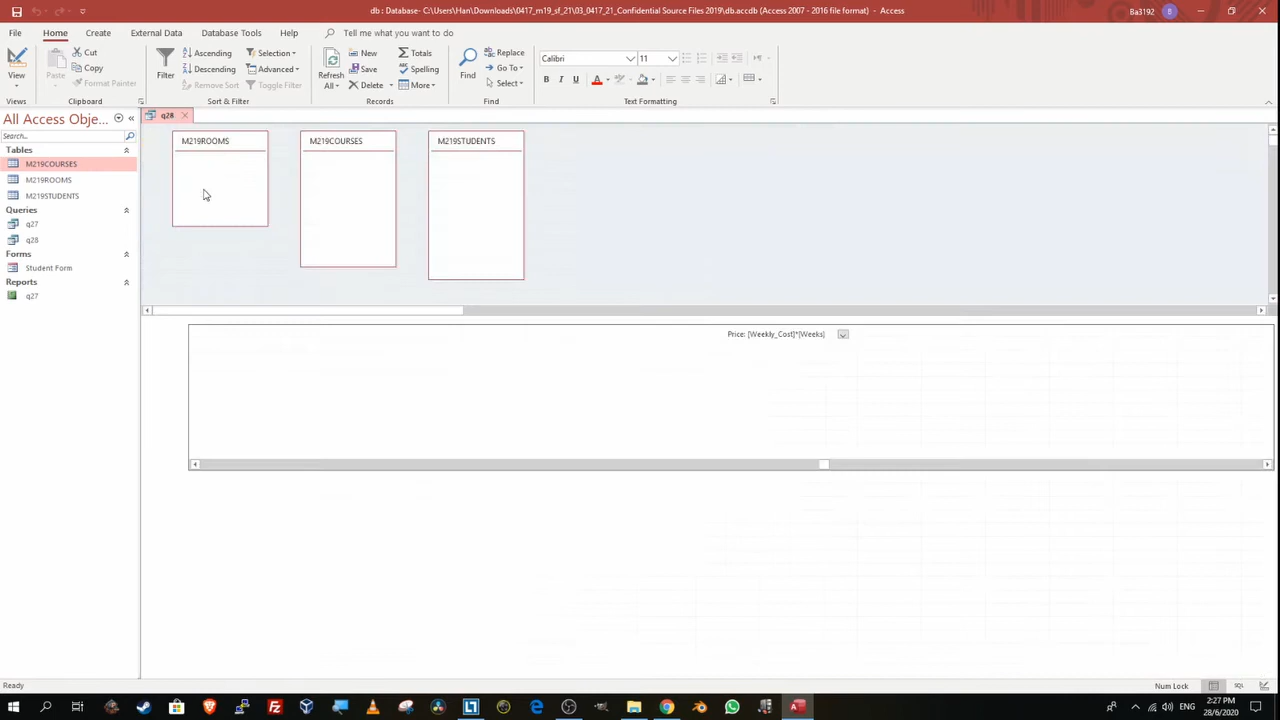 db : Database- C:\Users\Han\Downloads\0417_m19_sf_21\03_0417_21_Confidential Source Files 2019\db.accdb (Access 2007 - 2016 file format) - Access
Ba3192
B
File
Home
Create
External Data
Database Tools
Help
Tell me what you want to do
View
Views
Paste
Cut
Copy
Format Painter
Clipboard
Filter
Ascending
Descending
Remove Sort
Selection
Advanced
Toggle Filter
Sort & Filter
Refresh All
New
Save
Delete
Totals
Spelling
More
Records
Find
Replace
Go To
Select
Find
Calibri
11
B I U
A
Text Formatting
All Access Obje...
Search...
Tables
M219COURSES
M219ROOMS
M219STUDENTS
Queries
q27
q28
Forms
Student Form
Reports
q27
q28
M219ROOMS
M219COURSES
M219STUDENTS
Price: [Weekly_Cost]*[Weeks]
Ready
Num Lock
SQL
ENG
2:27 PM
28/6/2020